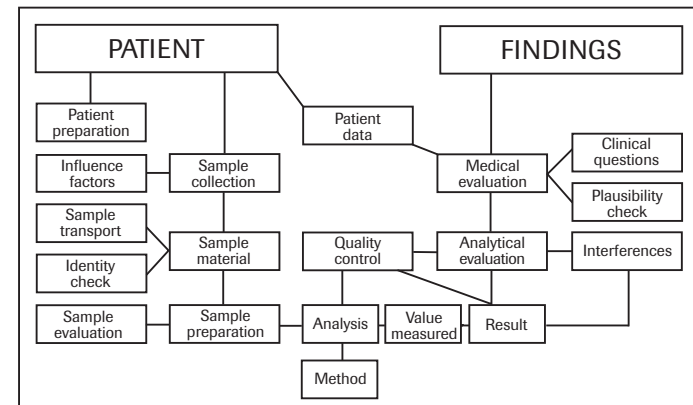 PATIENT
FINDINGS
Patient
preparation
Patient
data
Clinical
questions
Influence
factors
Sample
collection
Medical
evaluation
Plausibility
check
Sample
transport
Sample
material
Quality
control
Analytical
evaluation
Interferences
Identity
check
Sample
evaluation
Sample
preparation
Analysis
Value
measured
Result
Method